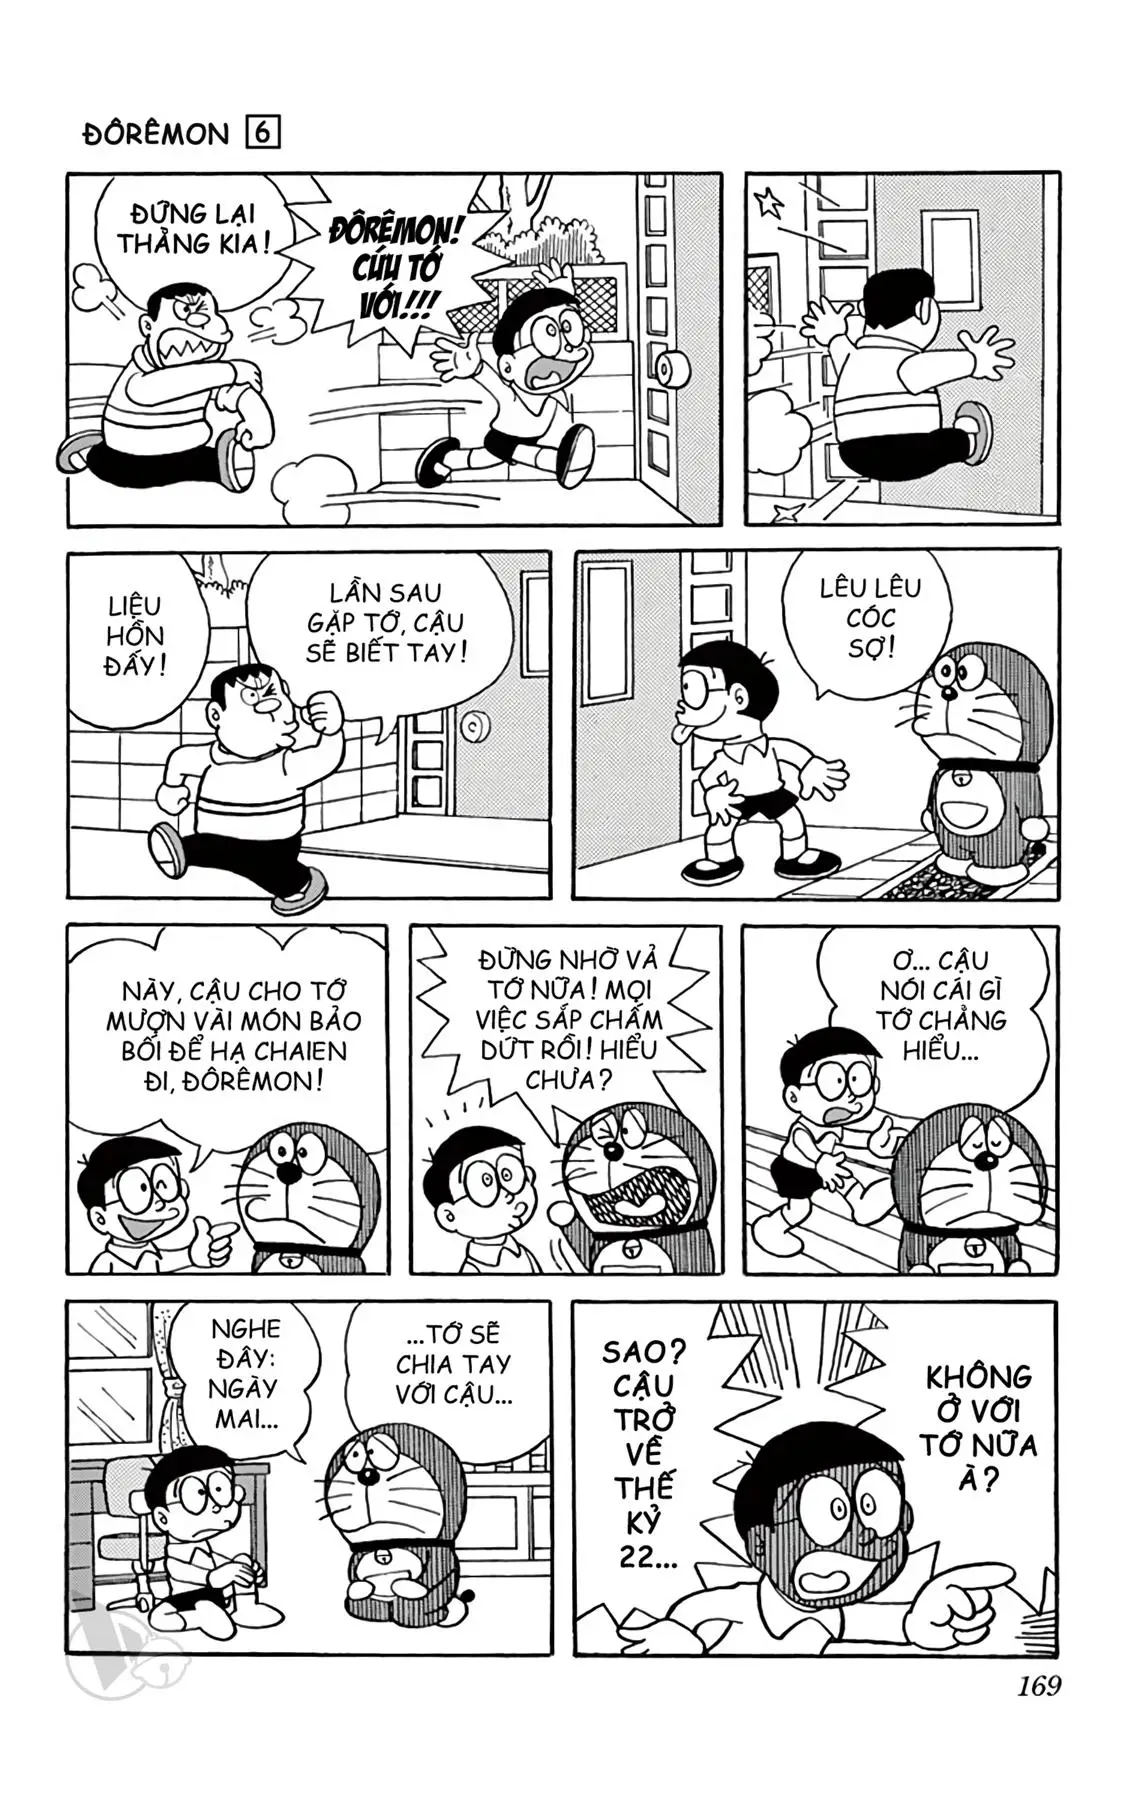 ĐÔRÊMON 6
ĐỨNG LẠI
THẰNG KIA!
ĐÔRÊMON!
CỨU TỚ
VỚI!!!
LIỆU
HỒN
ĐẤY!
LẦN SAU
GẶP TỚ, CẬU
SẼ BIẾT TAY!
LÊU LÊU
CÓC
SỢ!
NÀY, CẬU CHO TỚ
MƯỢN VÀI MÓN BẢO
BỐI ĐỂ HẠ CHAIEN
ĐI, ĐÔRÊMON!
ĐỪNG NHỜ VẢ
TỚ NỮA! MỌI
VIỆC SẮP CHẤM
DỨT RỒI! HIỂU
CHƯA?
Ơ... CẬU
NÓI CÁI GÌ
TỚ CHẲNG
HIỂU...
NGHE
ĐÂY:
NGÀY
MAI...
...TỚ SẼ
CHIA TAY
VỚI CẬU...
SAO?
CẬU
TRỞ
VỀ
THẾ
KỶ
22...
KHÔNG
Ở VỚI
TỚ NỮA
À?
169